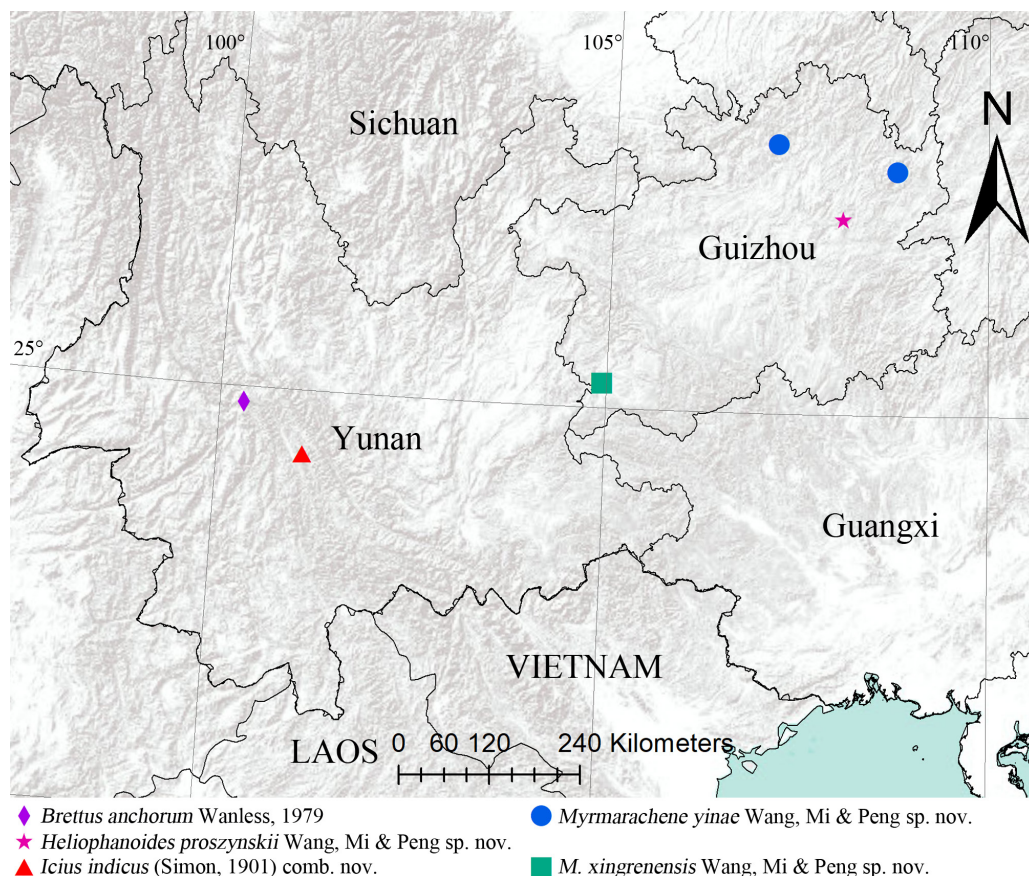 100°
105°
110°
Sichuan
N
Guizhou
25°
Yunan
Guangxi
VIETNAM
LAOS
0 60 120 240 Kilometers
Brettus anchorum Wanless, 1979
Heliophanoides proszynskii Wang, Mi & Peng sp. nov.
Icius indicus (Simon, 1901) comb. nov.
Myrmarachene yinae Wang, Mi & Peng sp. nov.
M. xingrenensis Wang, Mi & Peng sp. nov.